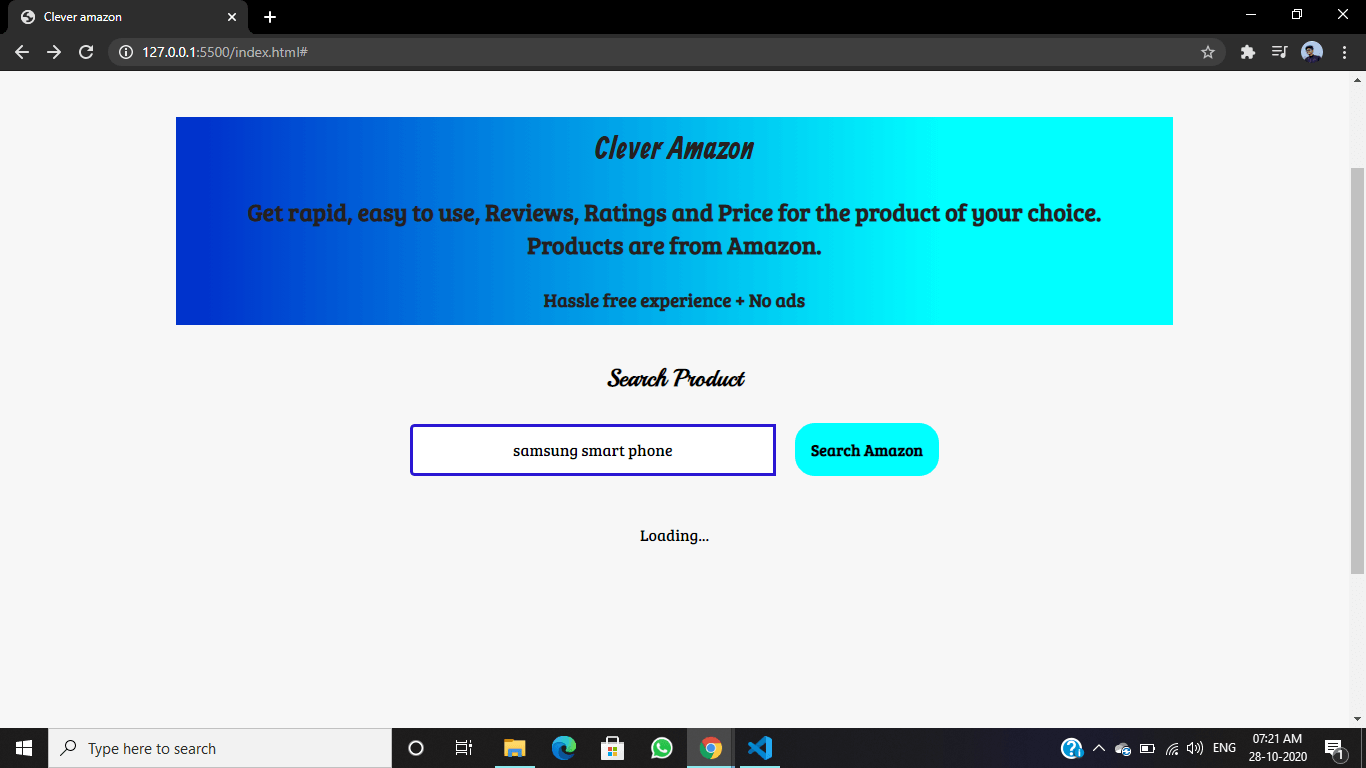 Clever amazon
127.0.0.1:5500/index.html#
Clever Amazon
Get rapid, easy to use, Reviews, Ratings and Price for the product of your choice.
Products are from Amazon.
Hassle free experience + No ads
Search Product
samsung smart phone
Search Amazon
Loading...
Type here to search
ENG
07:21 AM
28-10-2020
1